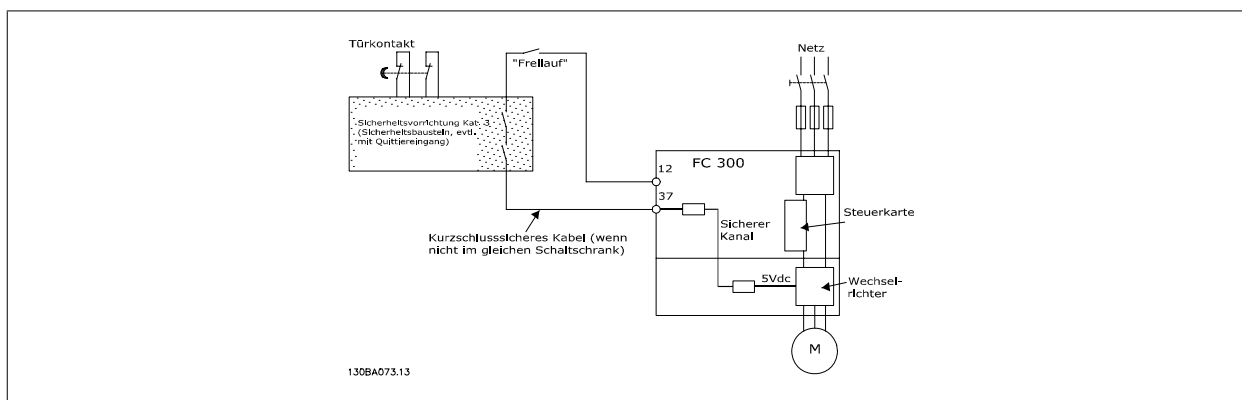 Türkontakt
"Freilauf"
Netz
Sicherheitsvorrichtung Kat. 3
(Sicherheitsbaustein, evtl.
mit Quittiereingang)
FC 300
12
37
Steuerkarte
Sicherer
Kanal
Kurzschlusssicheres Kabel (wenn
nicht im gleichen Schaltschrank)
5Vdc
Wechsel-
richter
M
130BA073.13